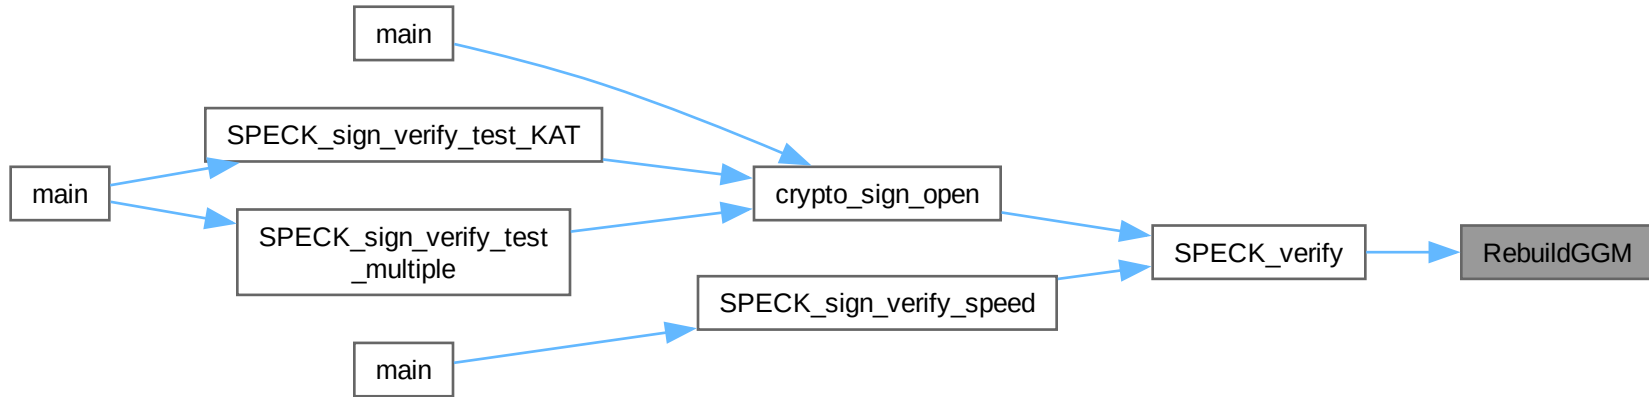 main
SPECK_sign_verify_test_KAT
main
crypto_sign_open
SPECK_sign_verify_test
_multiple
SPECK_verify
RebuildGGM
SPECK_sign_verify_speed
main